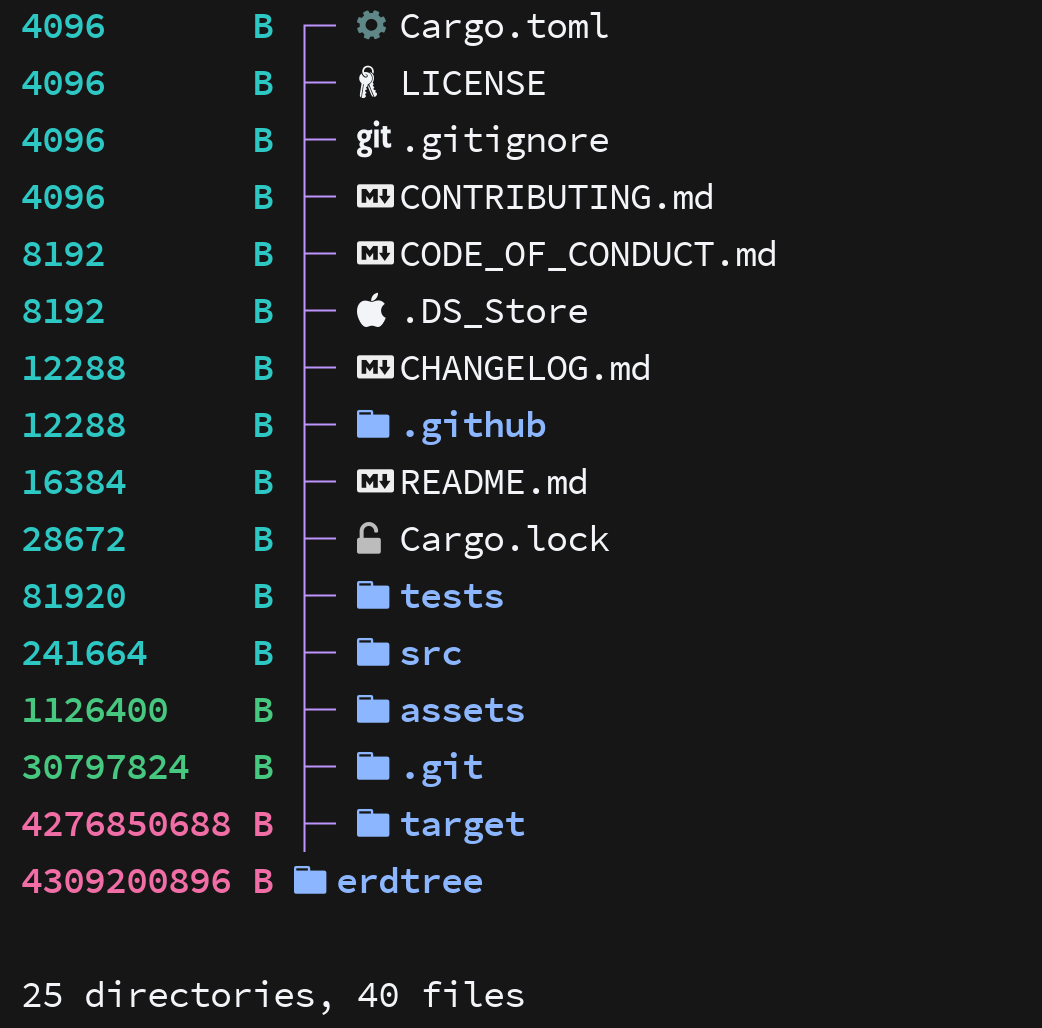 4096 B Cargo.toml
4096 B LICENSE
4096 B git .gitignore
4096 B M CONTRIBUTING.md
8192 B M CODE_OF_CONDUCT.md
8192 B .DS_Store
12288 B M CHANGELOG.md
12288 B .github
16384 B M README.md
28672 B Cargo.lock
81920 B tests
241664 B src
1126400 B assets
30797824 B .git
4276850688 B target
4309200896 B erdtree
25 directories, 40 files